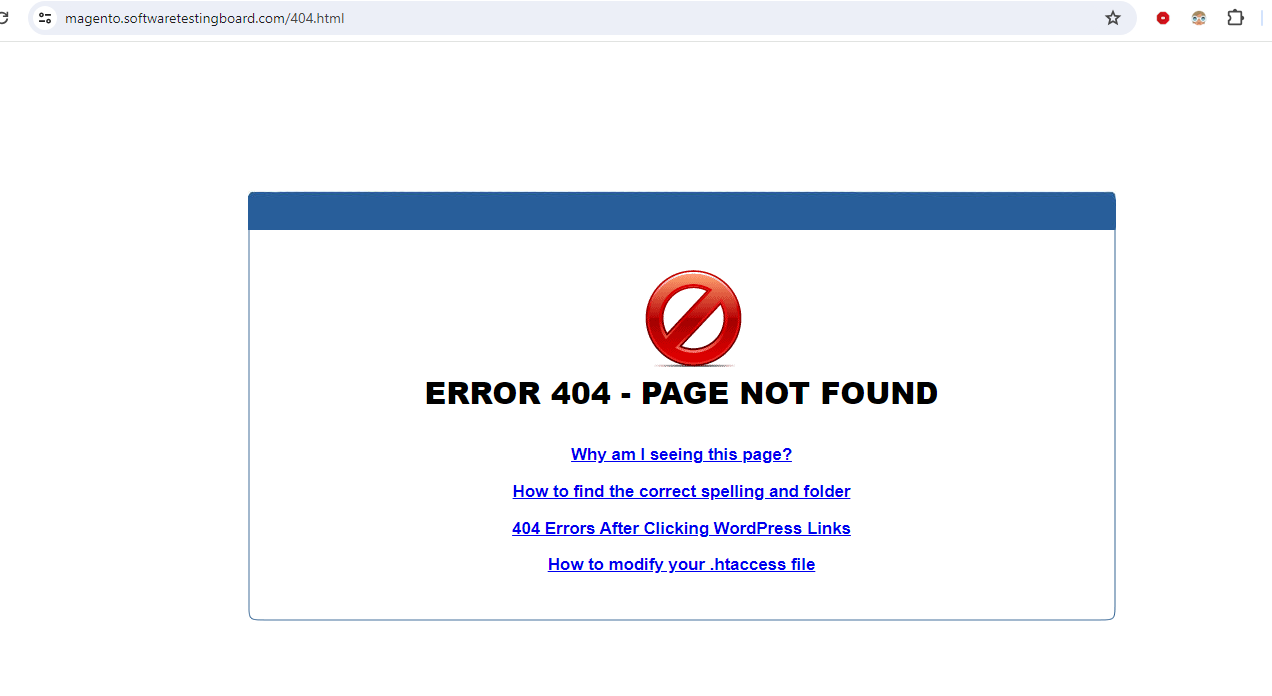 magento.softwaretestingboard.com/404.html
ERROR 404 - PAGE NOT FOUND
Why am I seeing this page?
How to find the correct spelling and folder
404 Errors After Clicking WordPress Links
How to modify your .htaccess file